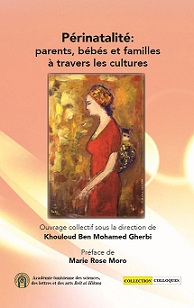 Périnatalité:
parents, bébés et familles
à travers les cultures
Ouvrage collectif sous la direction de
Khouloud Ben Mohamed Gherbi
Préface de
Marie Rose Moro
Académie tunisienne des sciences,
des lettres et des arts Beït al-Hikma
COLLECTION COLLOQUES